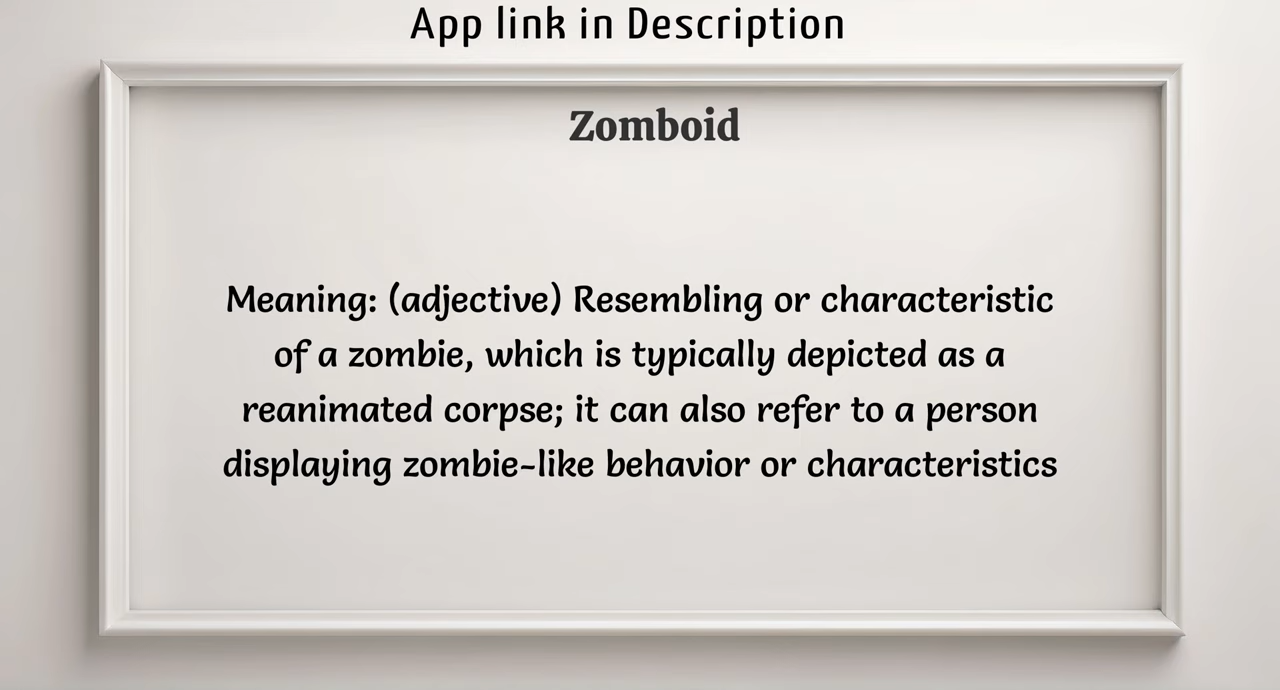 App link in Description
Zomboid
Meaning: (adjective) Resembling or characteristic
of a zombie, which is typically depicted as a
reanimated corpse; it can also refer to a person
displaying zombie-like behavior or characteristics